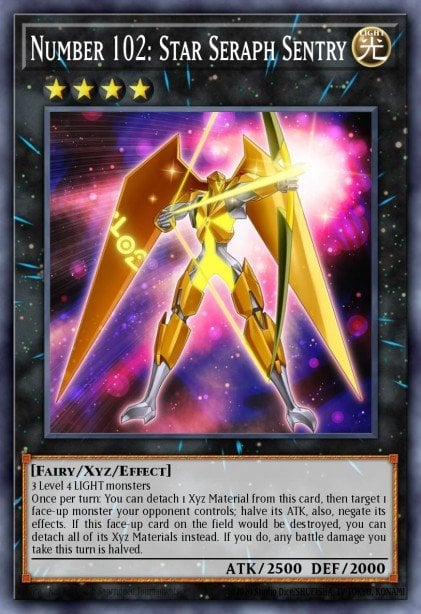 NUMBER 102: STAR SERAPH SENTRY
LIGHT
光
102
[FAIRY/XYZ/EFFECT]
3 Level 4 LIGHT monsters
Once per turn: You can detach 1 Xyz Material from this card, then target 1
face-up monster your opponent controls; halve its ATK, also, negate its
effects. If this face-up card on the field would be destroyed, you can
detach all of its Xyz Materials instead. If you do, any battle damage you
take this turn is halved.
ATK/2500 DEF/2000